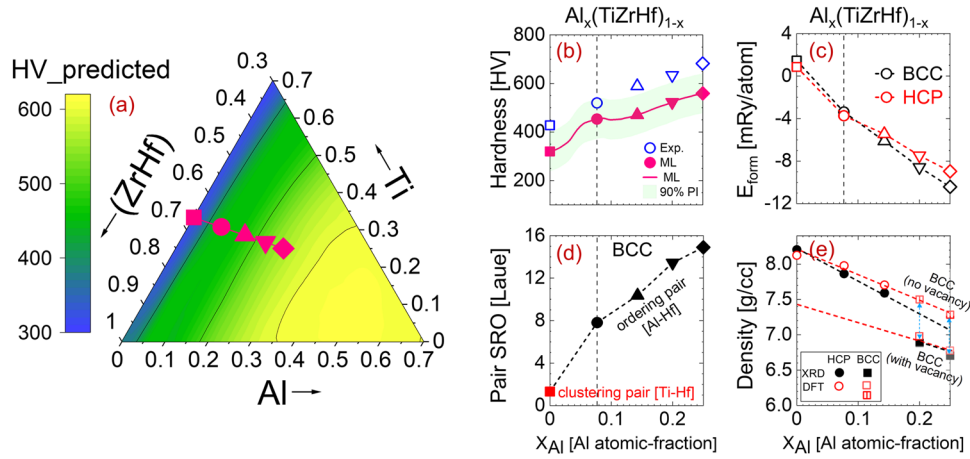 HV_predicted
(a)
600
500
400
300
←(ZrHf)
←Ti
Al→
0.3
0.4
0.5
0.6
0.7
0.8
0.9
1
0.7
0.6
0.5
0.4
0.3
0.2
0.1
0
0 0.1 0.2 0.3 0.4 0.5 0.6 0.7
Alx(TiZrHf)1-x
(b)
Hardness [HV]
800
600
400
200
Exp.
ML
ML
90% PI
Alx(TiZrHf)1-x
(c)
Eform [mRy/atom]
4
0
-4
-8
-12
BCC
HCP
(d)
BCC
Pair SRO [Laue]
16
12
8
4
0
ordering pair
[Al-Hf]
clustering pair [Ti-Hf]
0 0.1 0.2
XAl [Al atomic-fraction]
(e)
Density [g/cc]
8.0
7.5
7.0
6.5
6.0
BCC
(no vacancy)
BCC
(with vacancy)
HCP BCC
XRD
DFT
0 0.1 0.2
XAl [Al atomic-fraction]